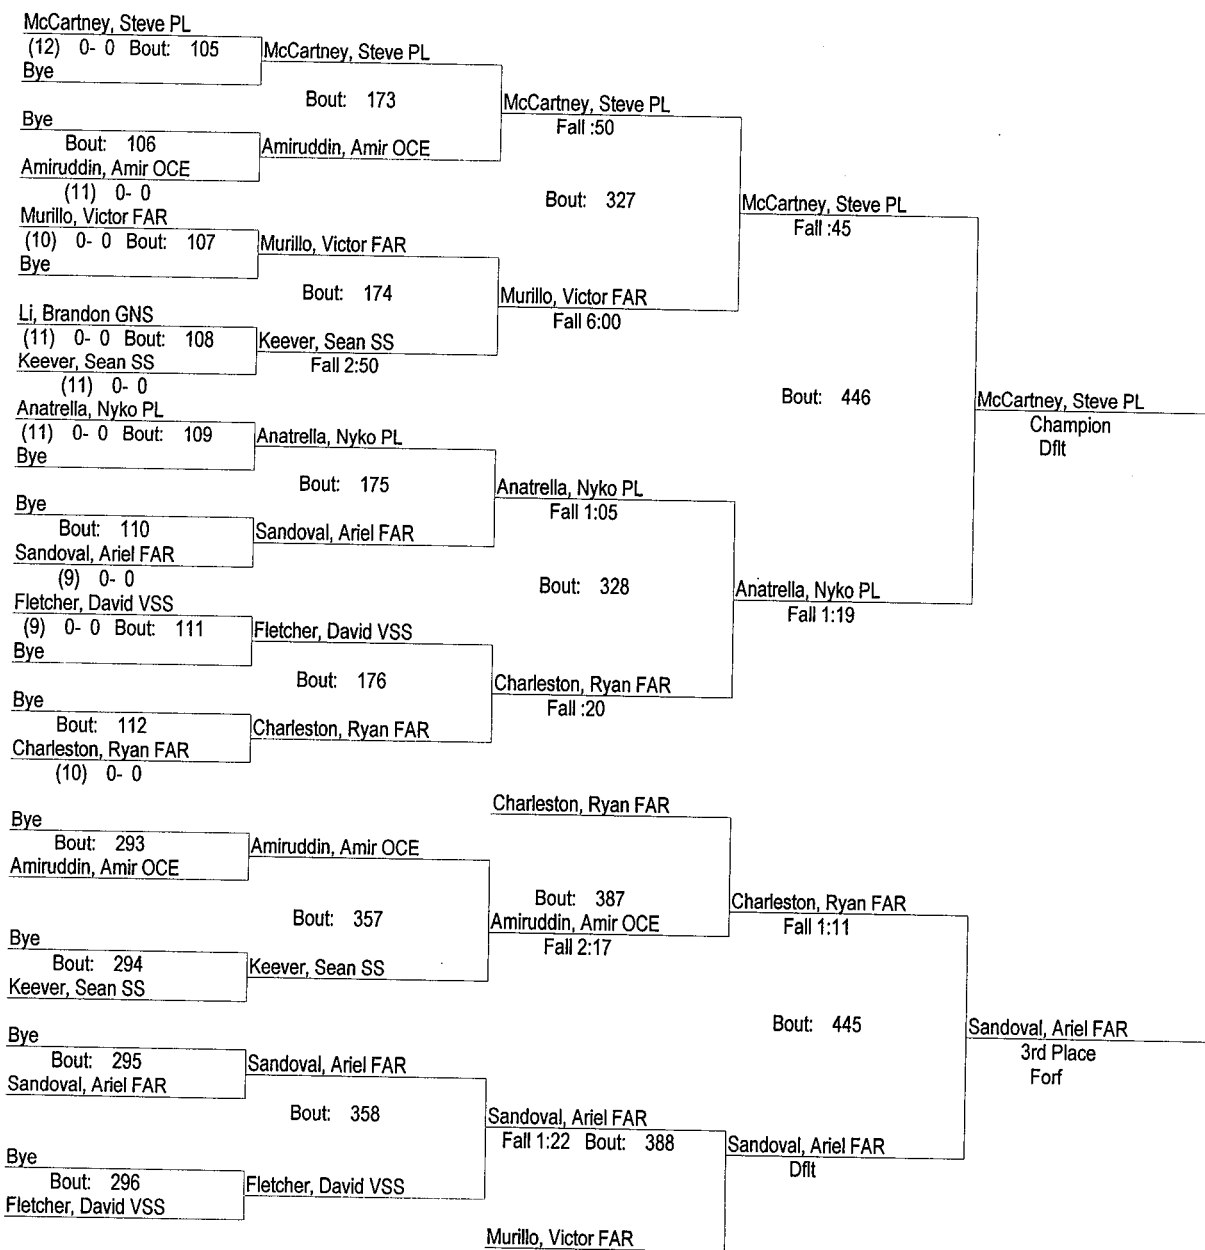 McCartney, Steve PL
(12) 0- 0 Bout: 105
Bye
McCartney, Steve PL
Bout: 173
Bye
Bout: 106
Amiruddin, Amir OCE
(11) 0- 0
Amiruddin, Amir OCE
McCartney, Steve PL
Fall :50
Bout: 327
Murillo, Victor FAR
(10) 0- 0 Bout: 107
Bye
Murillo, Victor FAR
Bout: 174
Li, Brandon GNS
(11) 0- 0 Bout: 108
Keever, Sean SS
(11) 0- 0
Keever, Sean SS
Fall 2:50
Murillo, Victor FAR
Fall 6:00
McCartney, Steve PL
Fall :45
Bout: 446
Anatrella, Nyko PL
(11) 0- 0 Bout: 109
Bye
Anatrella, Nyko PL
Bout: 175
Bye
Bout: 110
Sandoval, Ariel FAR
(9) 0- 0
Sandoval, Ariel FAR
Anatrella, Nyko PL
Fall 1:05
Bout: 328
Fletcher, David VSS
(9) 0- 0 Bout: 111
Bye
Fletcher, David VSS
Bout: 176
Bye
Bout: 112
Charleston, Ryan FAR
(10) 0- 0
Charleston, Ryan FAR
Charleston, Ryan FAR
Fall :20
Anatrella, Nyko PL
Fall 1:19
McCartney, Steve PL
Champion
Dflt
Bye
Bout: 293
Amiruddin, Amir OCE
Amiruddin, Amir OCE
Bout: 357
Bye
Bout: 294
Keever, Sean SS
Keever, Sean SS
Charleston, Ryan FAR
Bout: 387
Amiruddin, Amir OCE
Fall 2:17
Charleston, Ryan FAR
Fall 1:11
Bout: 445
Bye
Bout: 295
Sandoval, Ariel FAR
Sandoval, Ariel FAR
Bout: 358
Bye
Bout: 296
Fletcher, David VSS
Fletcher, David VSS
Sandoval, Ariel FAR
Fall 1:22 Bout: 388
Murillo, Victor FAR
Sandoval, Ariel FAR
Dflt
Sandoval, Ariel FAR
3rd Place
Forf